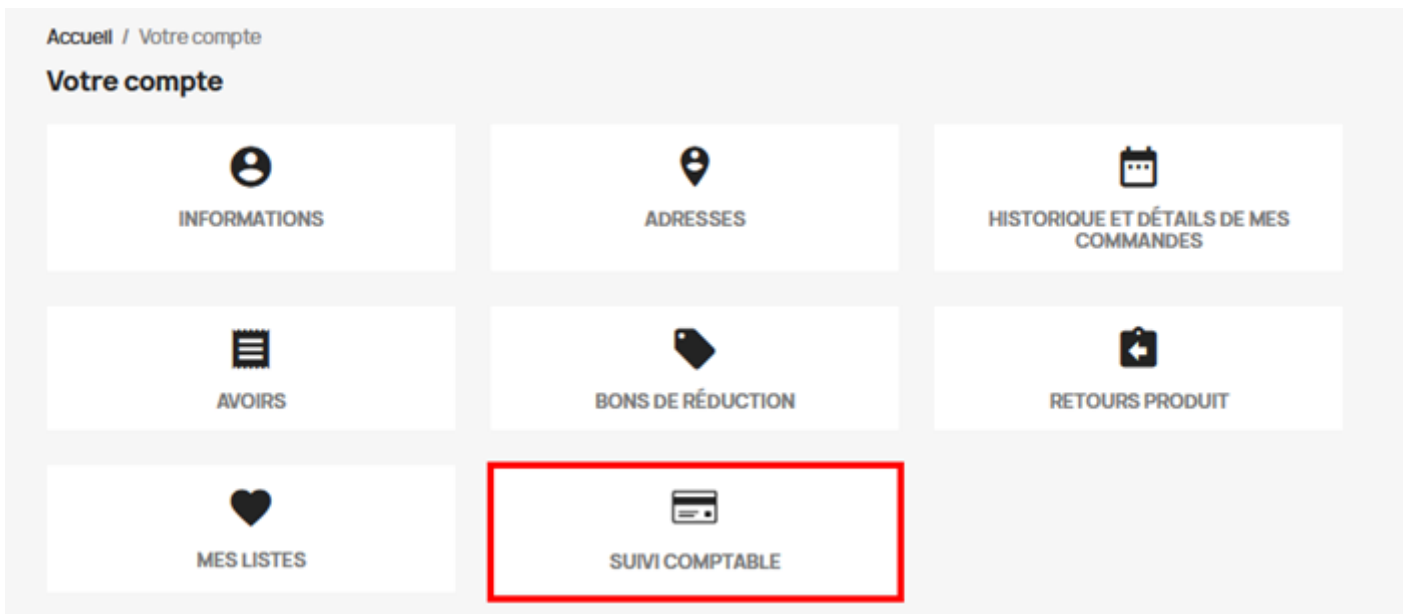 Accueil / Votre compte
Votre compte
INFORMATIONS
ADRESSES
HISTORIQUE ET DÉTAILS DE MES
COMMANDES
AVOIRS
BONS DE RÉDUCTION
RETOURS PRODUIT
MES LISTES
SUIVI COMPTABLE